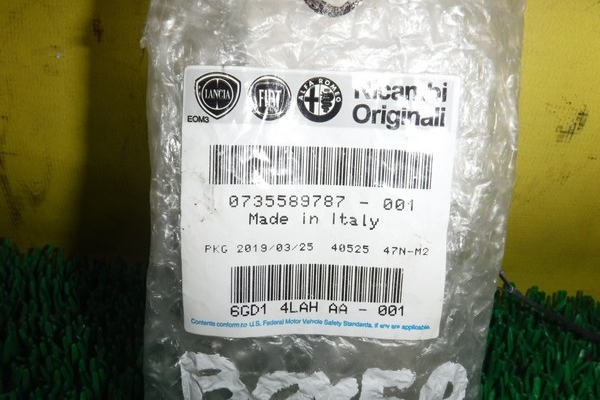 LANCIA FIAT ALFA ROMEO Ricambi
Originali
EOM3
0735589787 - 001
Made in Italy
PKG 2019/03/25 40525 47N-M2
6GD1 4LAH AA - 001
Contents conform to U.S. Federal Motor Vehicle Safety Standards, if any are applicable.